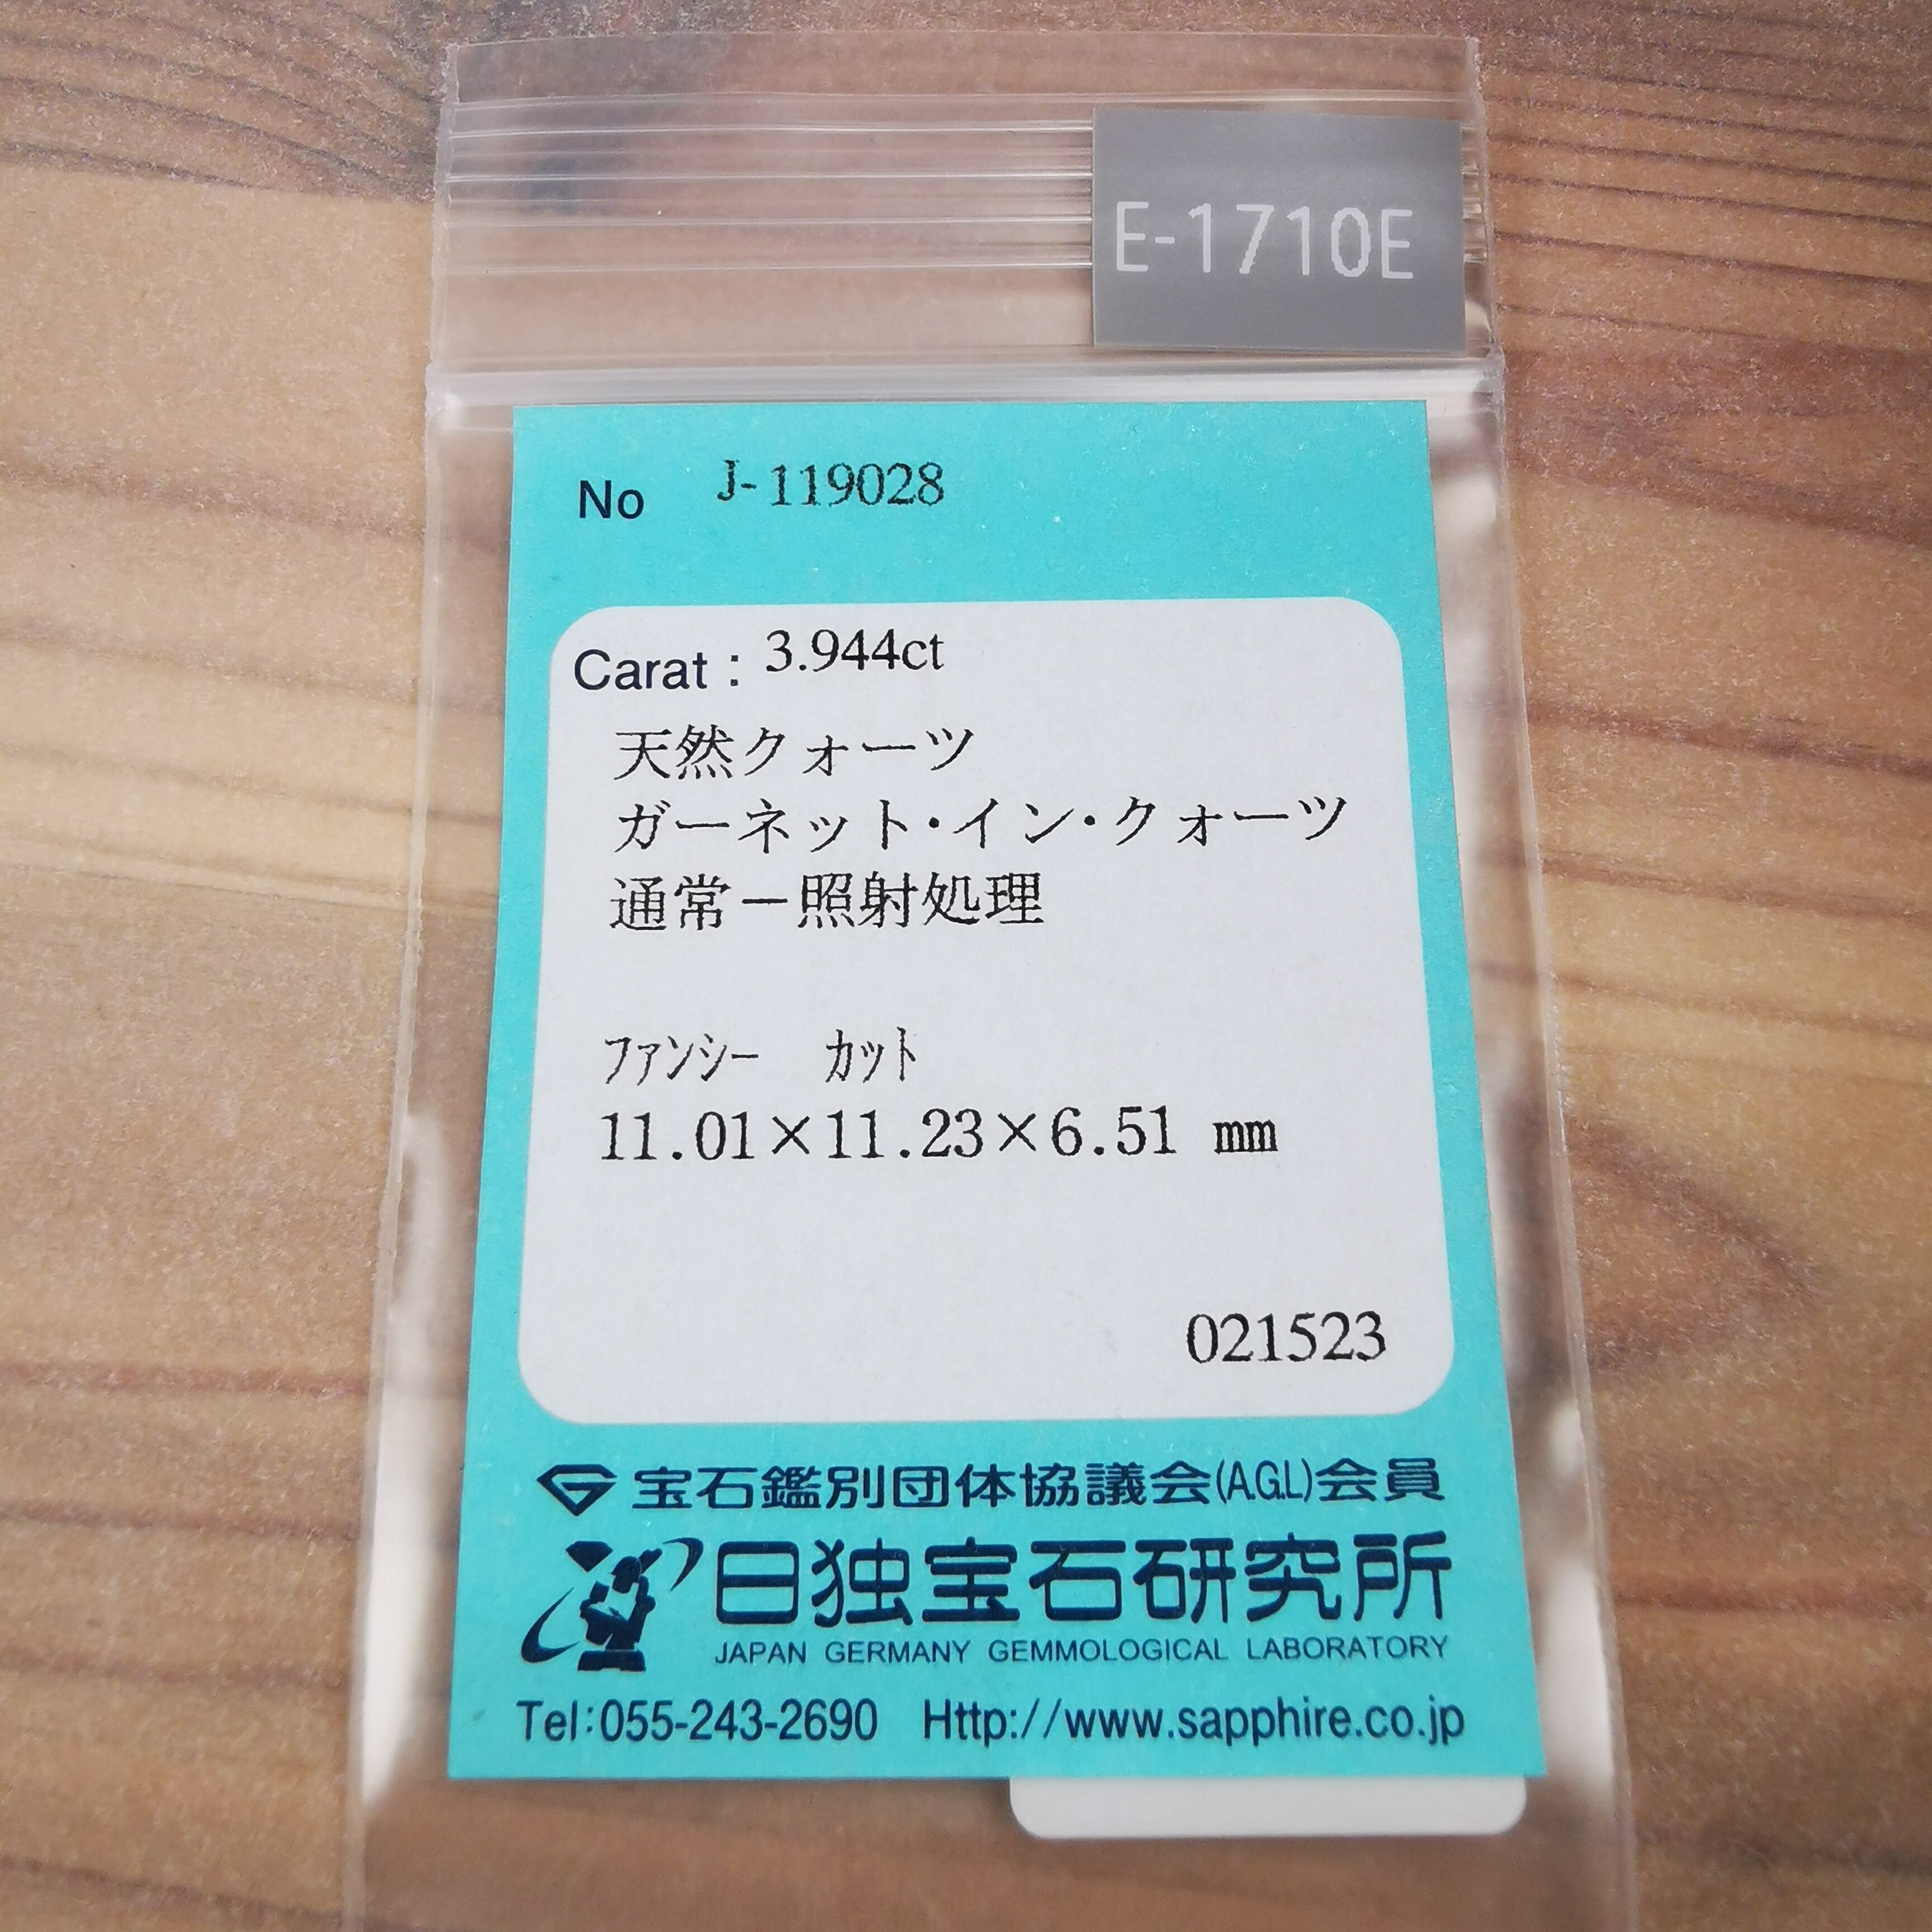 E-1710E
No J-119028
Carat : 3.944ct
天然クォーツ
ガーネット・イン・クォーツ
通常－照射処理
ﾌｧﾝｼｰ ｶｯﾄ
11.01×11.23×6.51 mm
021523
宝石鑑別団体協議会(A.G.L)会員
日独宝石研究所
JAPAN GERMANY GEMMOLOGICAL LABORATORY
Tel:055-243-2690 Http://www.sapphire.co.jp